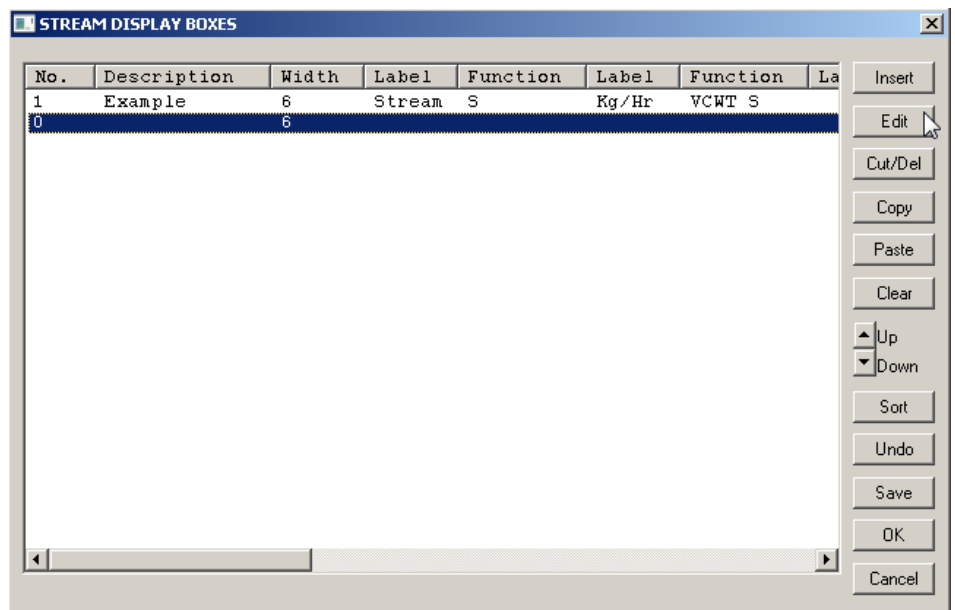 STREAM DISPLAY BOXES
No. Description Width Label Function Label Function La
1 Example 6 Stream S Kg/Hr VCWT S
0 6
Insert
Edit
Cut/Del
Copy
Paste
Clear
Up
Down
Sort
Undo
Save
OK
Cancel